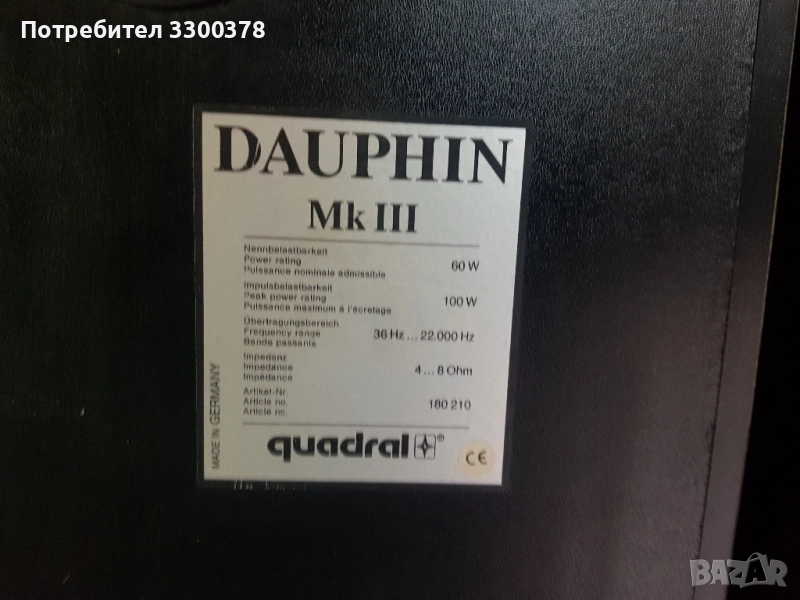 Потребител 3300378
DAUPHIN
Mk III
Nennbelastbarkeit
Power rating
Puissance nominale admissible
60 W
Impulsbelastbarkeit
Peak power rating
Puissance maximum à l'écretage
100 W
Übertragungsbereich
Frequency range
Bande passante
36 Hz ... 22.000 Hz
Impedanz
Impedance
Impédance
4 ... 8 Ohm
Artikel-Nr.
Article no.
Article no.
180 210
MADE IN GERMANY
quadral®
CE
BAZAR